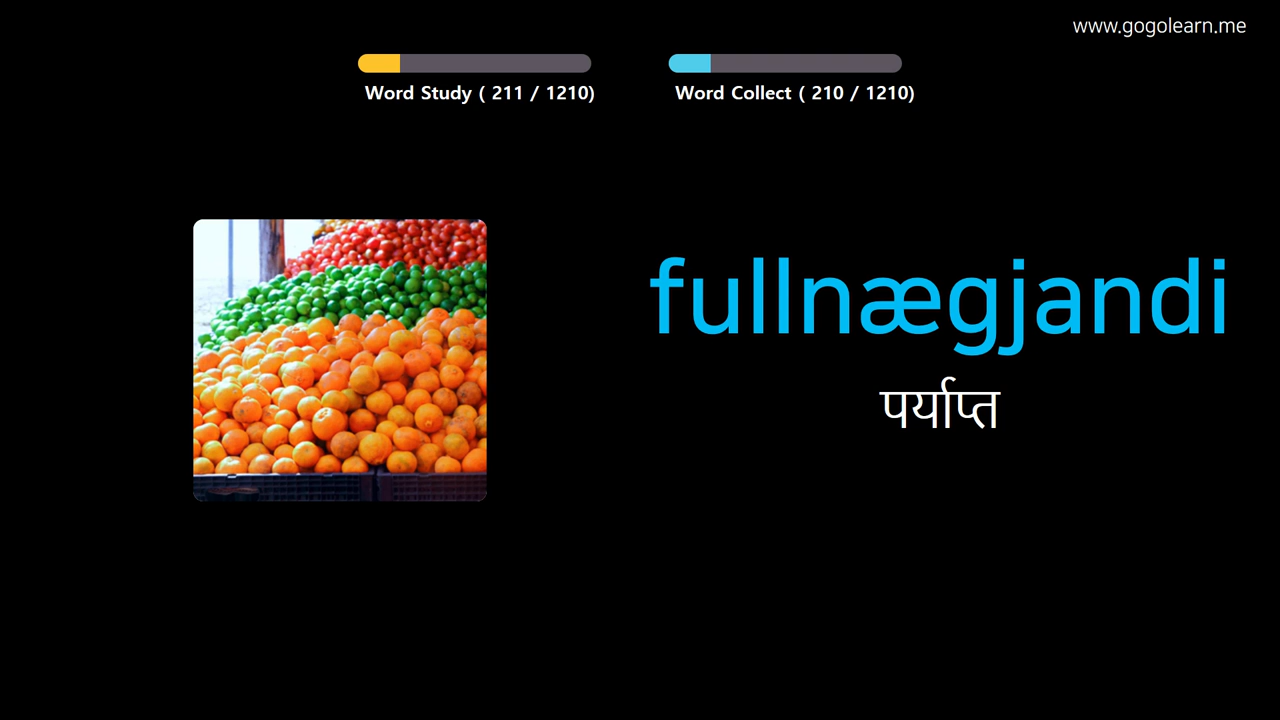 www.gogolearn.me
Word Study ( 211 / 1210)
Word Collect ( 210 / 1210)
fullnægjandi
पर्याप्त